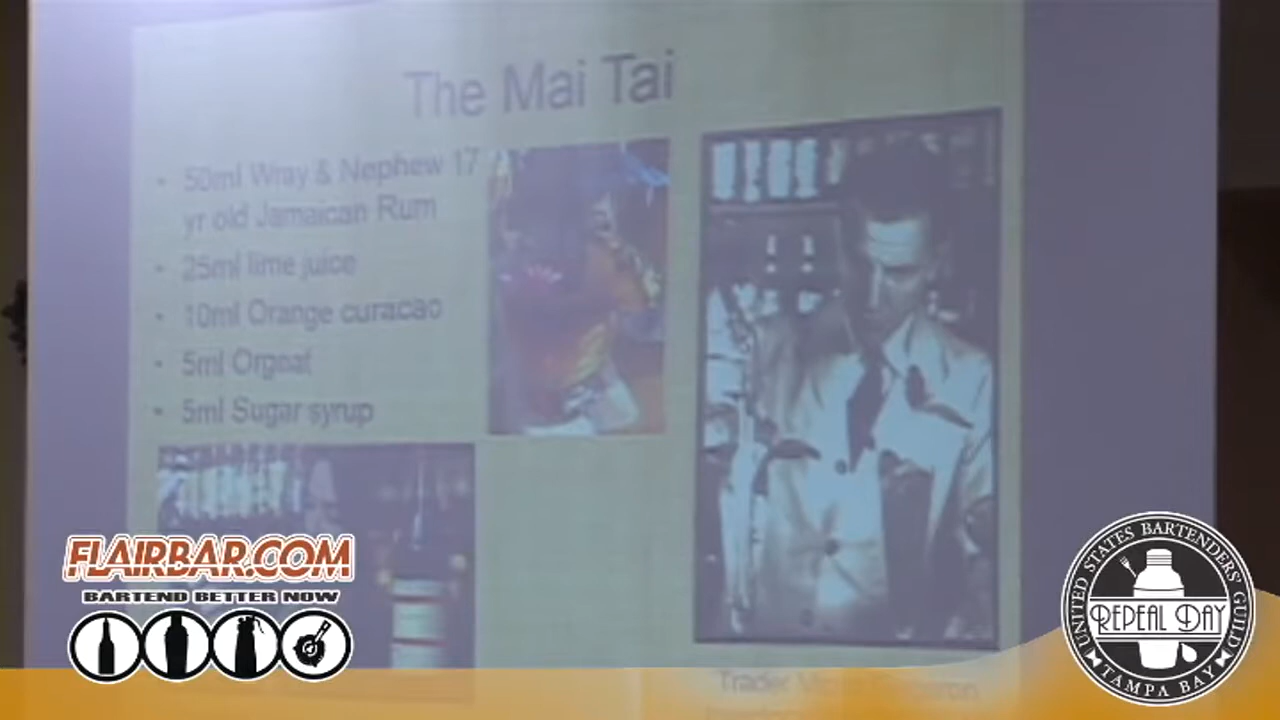 The Mai Tai
• 50ml Wray & Nephew 17
yr old Jamaican Rum
• 25ml lime juice
• 10ml Orange curacao
• 5ml Orgeat
• 5ml Sugar syrup
FLAIRBAR.COM
BARTEND BETTER NOW
UNITED STATES BARTENDERS' GUILD
REPEAL DAY
TAMPA BAY
Trader